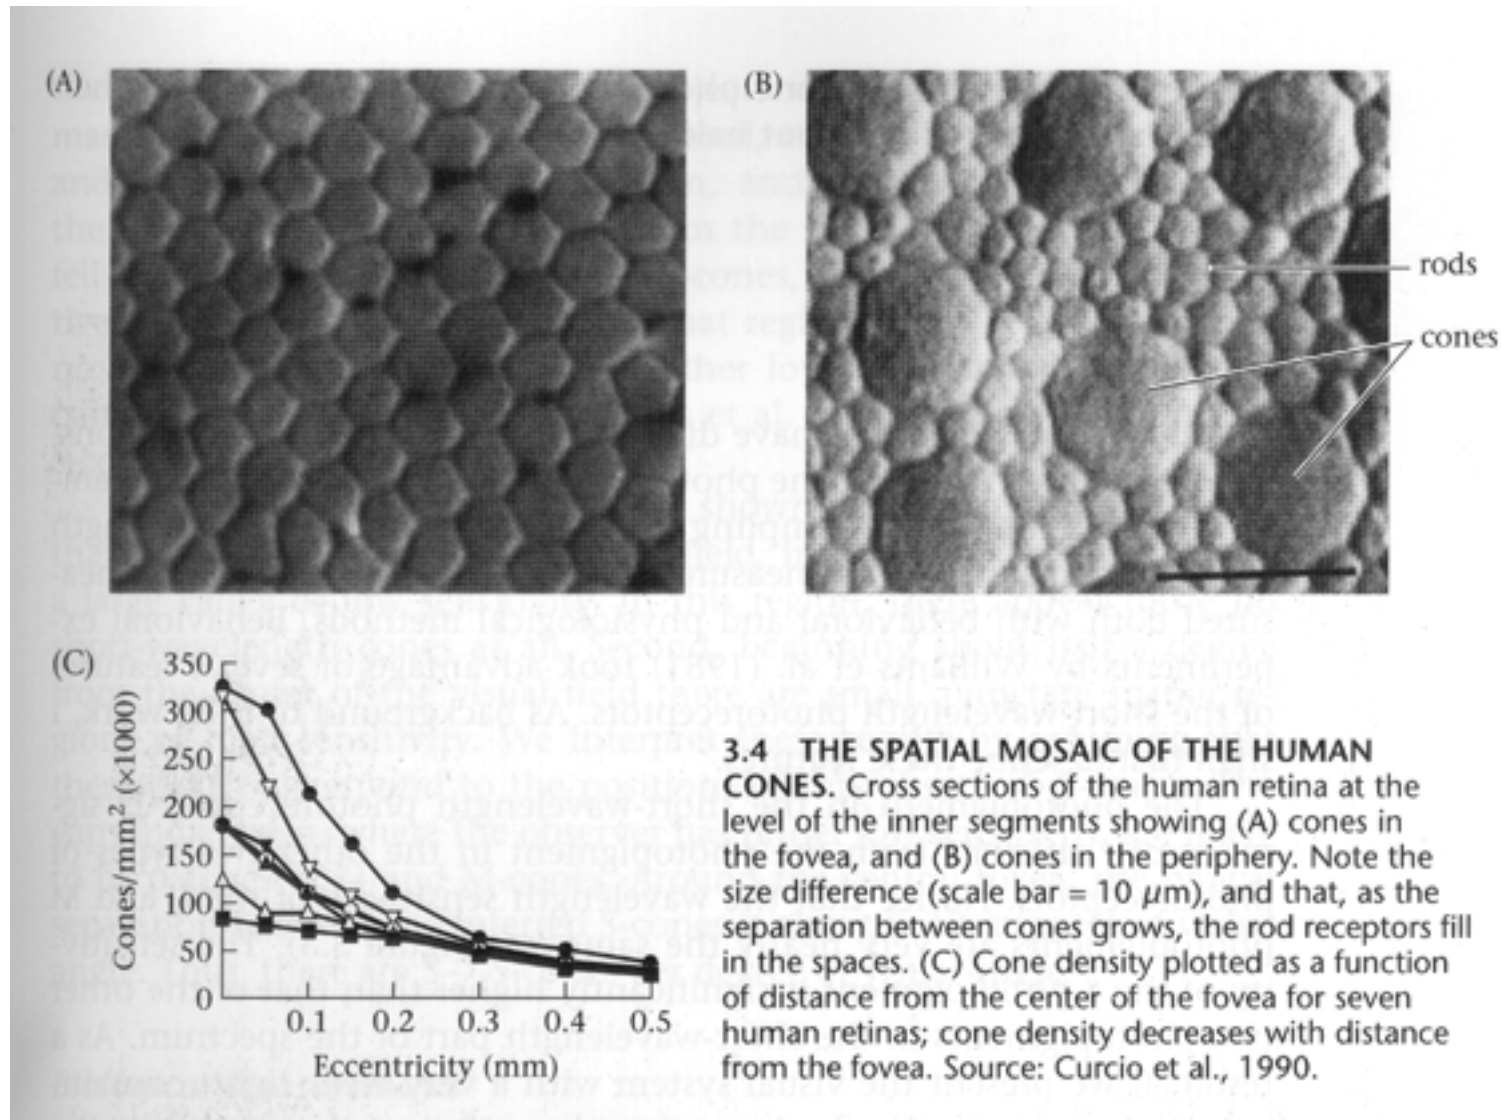 (A)
(B)
rods
cones
(C)
350
300
250
200
150
100
50
0
Cones/mm² (×1000)
0.1 0.2 0.3 0.4 0.5
Eccentricity (mm)
3.4 THE SPATIAL MOSAIC OF THE HUMAN
CONES. Cross sections of the human retina at the
level of the inner segments showing (A) cones in
the fovea, and (B) cones in the periphery. Note the
size difference (scale bar = 10 μm), and that, as the
separation between cones grows, the rod receptors fill
in the spaces. (C) Cone density plotted as a function
of distance from the center of the fovea for seven
human retinas; cone density decreases with distance
from the fovea. Source: Curcio et al., 1990.